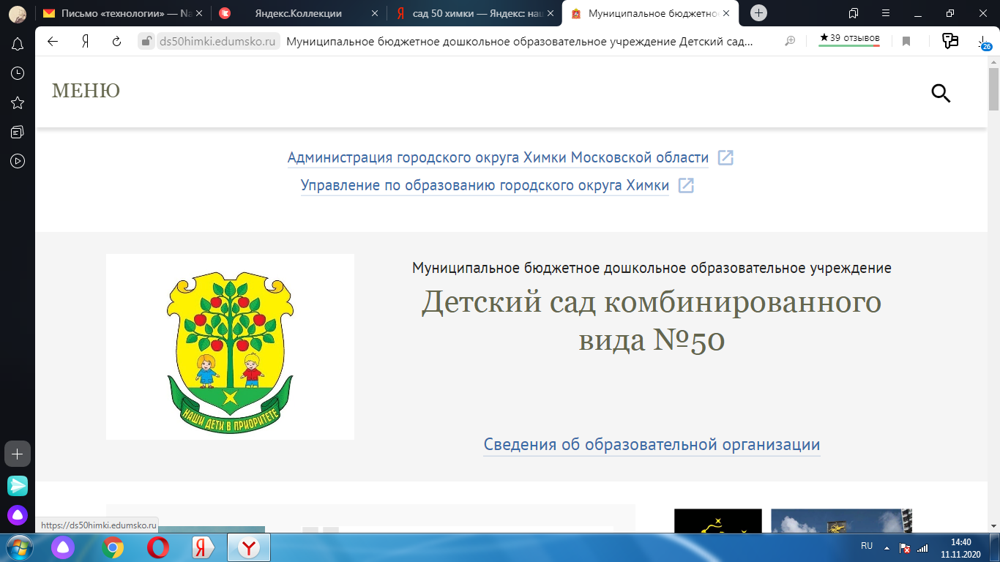 Письмо «технологии» — Na
Яндекс.Коллекции
сад 50 химки — Яндекс: наш
Муниципальное бюджетно
ds50himki.edumsko.ru
Муниципальное бюджетное дошкольное образовательное учреждение Детский сад...
★39 отзывов
26
МЕНЮ
Администрация городского округа Химки Московской области
Управление по образованию городского округа Химки
Муниципальное бюджетное дошкольное образовательное учреждение
Детский сад комбинированного
вида №50
НАШИ ДЕТИ В ПРИОРИТЕТЕ
Сведения об образовательной организации
https://ds50himki.edumsko.ru
RU
14:40
11.11.2020